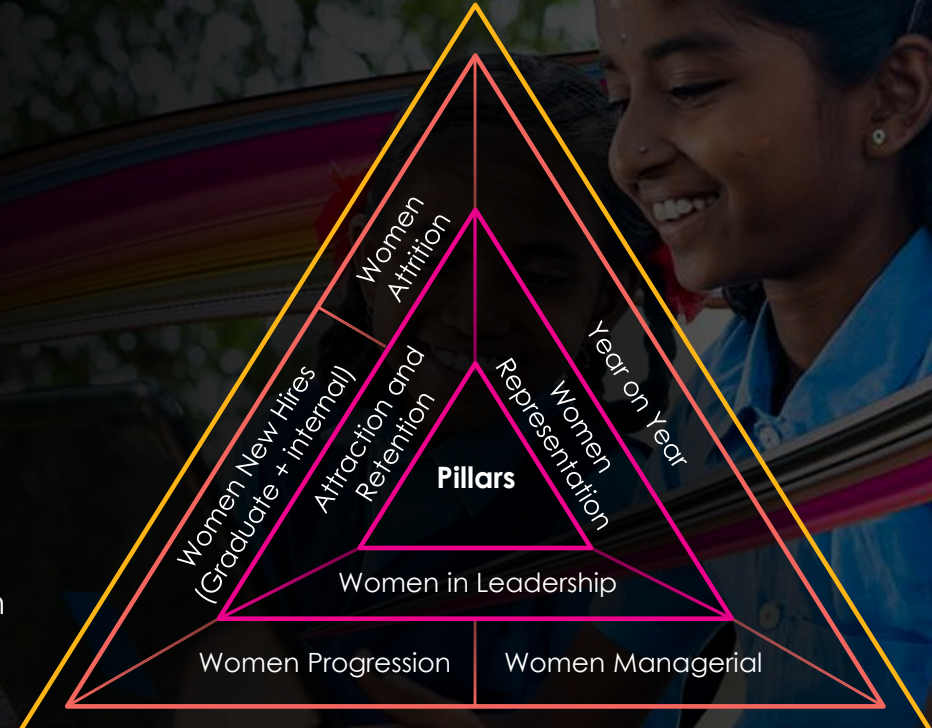 Women
Attrition
Women New Hires
(Graduate + internal)
Attraction and
Retention
Pillars
Women
Representation
Year on Year
Women in Leadership
Women Progression
Women Managerial